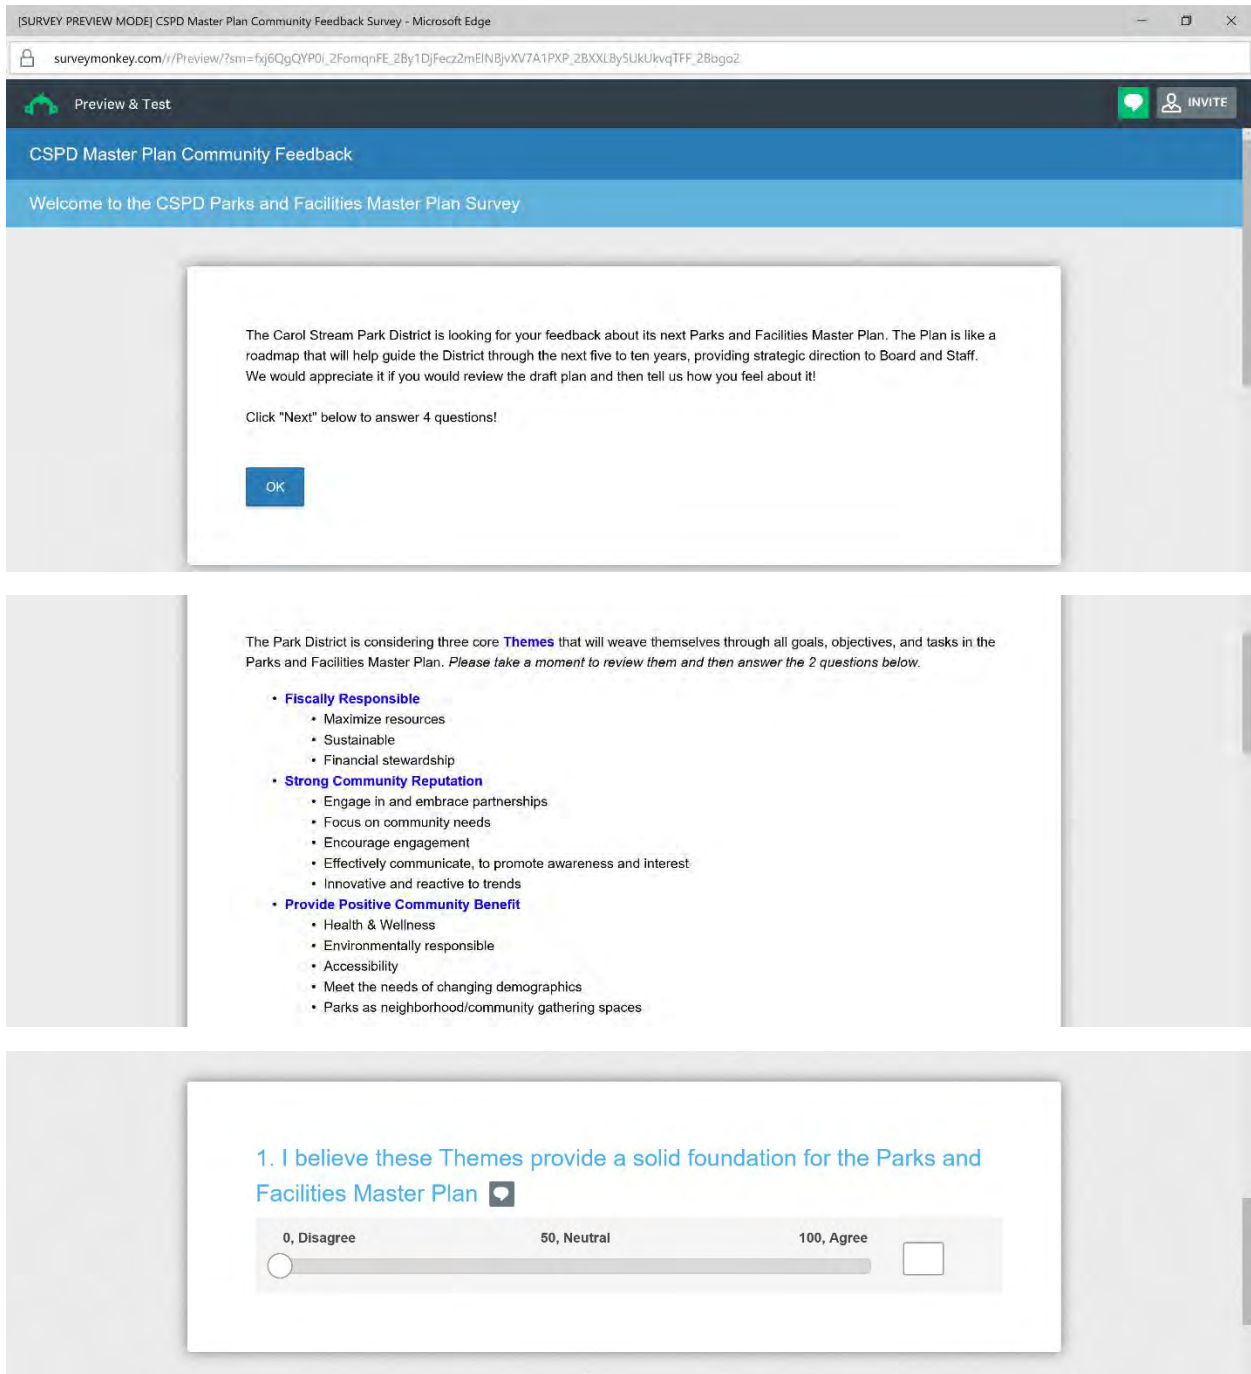 [SURVEY PREVIEW MODE] CSPD Master Plan Community Feedback Survey - Microsoft Edge
Preview & Test
INVITE
CSPD Master Plan Community Feedback
Welcome to the CSPD Parks and Facilities Master Plan Survey
The Carol Stream Park District is looking for your feedback about its next Parks and Facilities Master Plan. The Plan is like a
roadmap that will help guide the District through the next five to ten years, providing strategic direction to Board and Staff.
We would appreciate it if you would review the draft plan and then tell us how you feel about it!
Click "Next" below to answer 4 questions!
OK
The Park District is considering three core Themes that will weave themselves through all goals, objectives, and tasks in the
Parks and Facilities Master Plan. Please take a moment to review them and then answer the 2 questions below.
• Fiscally Responsible
• Maximize resources
• Sustainable
• Financial stewardship
• Strong Community Reputation
• Engage in and embrace partnerships
• Focus on community needs
• Encourage engagement
• Effectively communicate, to promote awareness and interest
• Innovative and reactive to trends
• Provide Positive Community Benefit
• Health & Wellness
• Environmentally responsible
• Accessibility
• Meet the needs of changing demographics
• Parks as neighborhood/community gathering spaces
1. I believe these Themes provide a solid foundation for the Parks and
Facilities Master Plan
0, Disagree 50, Neutral 100, Agree